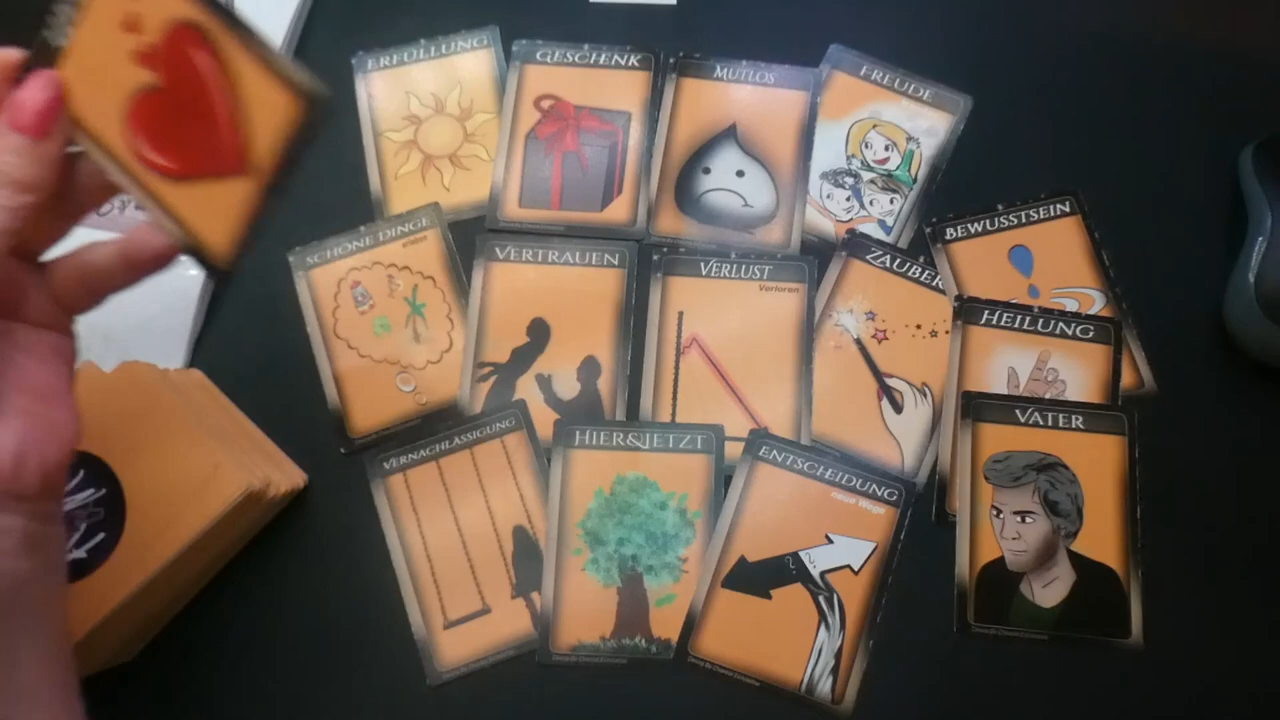 ERFÜLLUNG
GESCHENK
MUTLOS
FREUDE
SCHÖNE DINGE
erleben
VERTRAUEN
VERLUST
Verloren
ZAUBER
BEWUSSTSEIN
HEILUNG
VATER
VERNACHLÄSSIGUNG
HIER&JETZT
ENTSCHEIDUNG
neue Wege
? ?